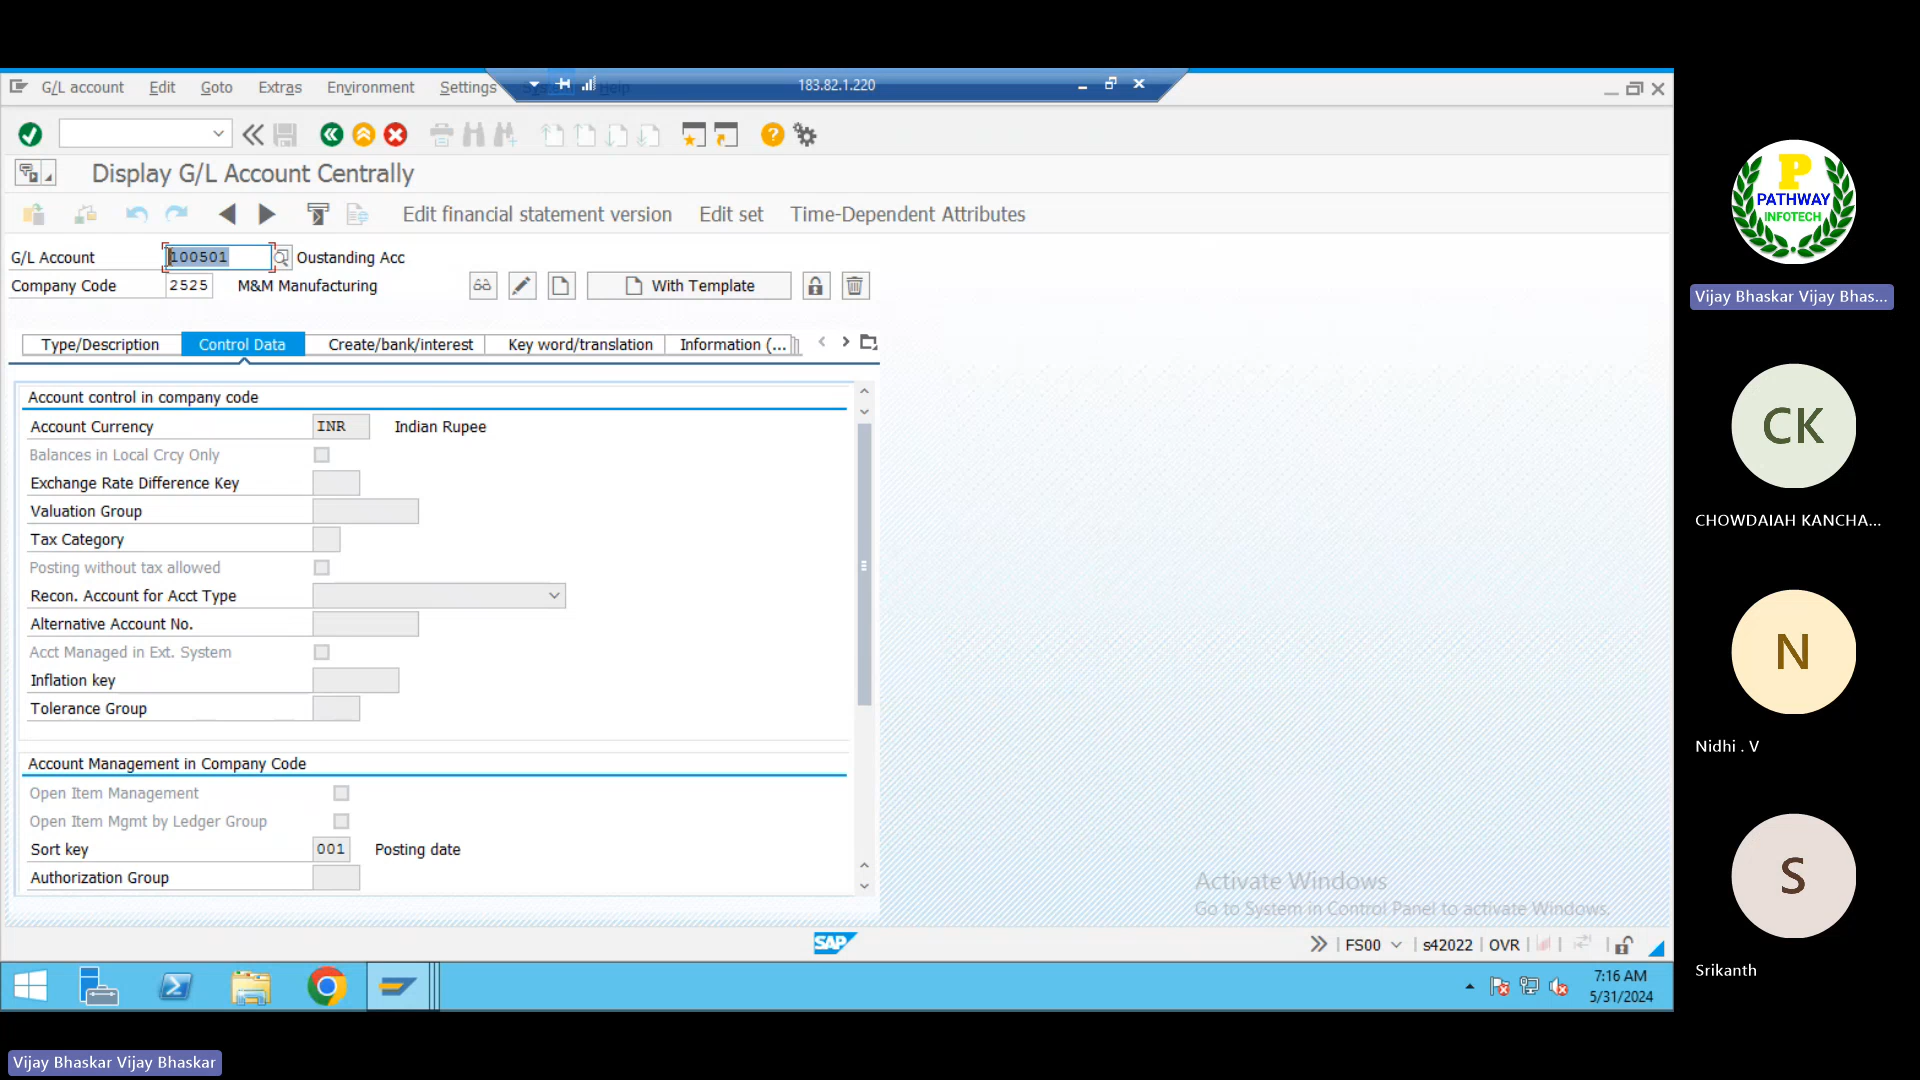 G/L account Edit Goto Extras Environment Settings 183.82.1.220
Display G/L Account Centrally
Edit financial statement version Edit set Time-Dependent Attributes
G/L Account 100501 Oustanding Acc
Company Code 2525 M&M Manufacturing With Template
Type/Description Control Data Create/bank/interest Key word/translation Information (...
Account control in company code
Account Currency INR Indian Rupee
Balances in Local Crcy Only
Exchange Rate Difference Key
Valuation Group
Tax Category
Posting without tax allowed
Recon. Account for Acct Type
Alternative Account No.
Acct Managed in Ext. System
Inflation key
Tolerance Group
Account Management in Company Code
Open Item Management
Open Item Mgmt by Ledger Group
Sort key 001 Posting date
Authorization Group
Activate Windows
Go to System in Control Panel to activate Windows.
SAP FS00 s42022 OVR
7:16 AM
5/31/2024
P
PATHWAY
INFOTECH
Vijay Bhaskar Vijay Bhas...
CK
CHOWDAIAH KANCHA...
N
Nidhi . V
S
Srikanth
Vijay Bhaskar Vijay Bhaskar